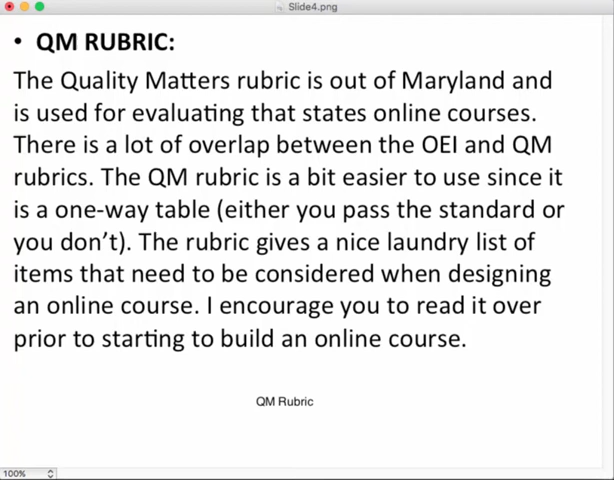 Slide4.png
• QM RUBRIC:
The Quality Matters rubric is out of Maryland and
is used for evaluating that states online courses.
There is a lot of overlap between the OEI and QM
rubrics. The QM rubric is a bit easier to use since it
is a one-way table (either you pass the standard or
you don’t). The rubric gives a nice laundry list of
items that need to be considered when designing
an online course. I encourage you to read it over
prior to starting to build an online course.
QM Rubric
100%